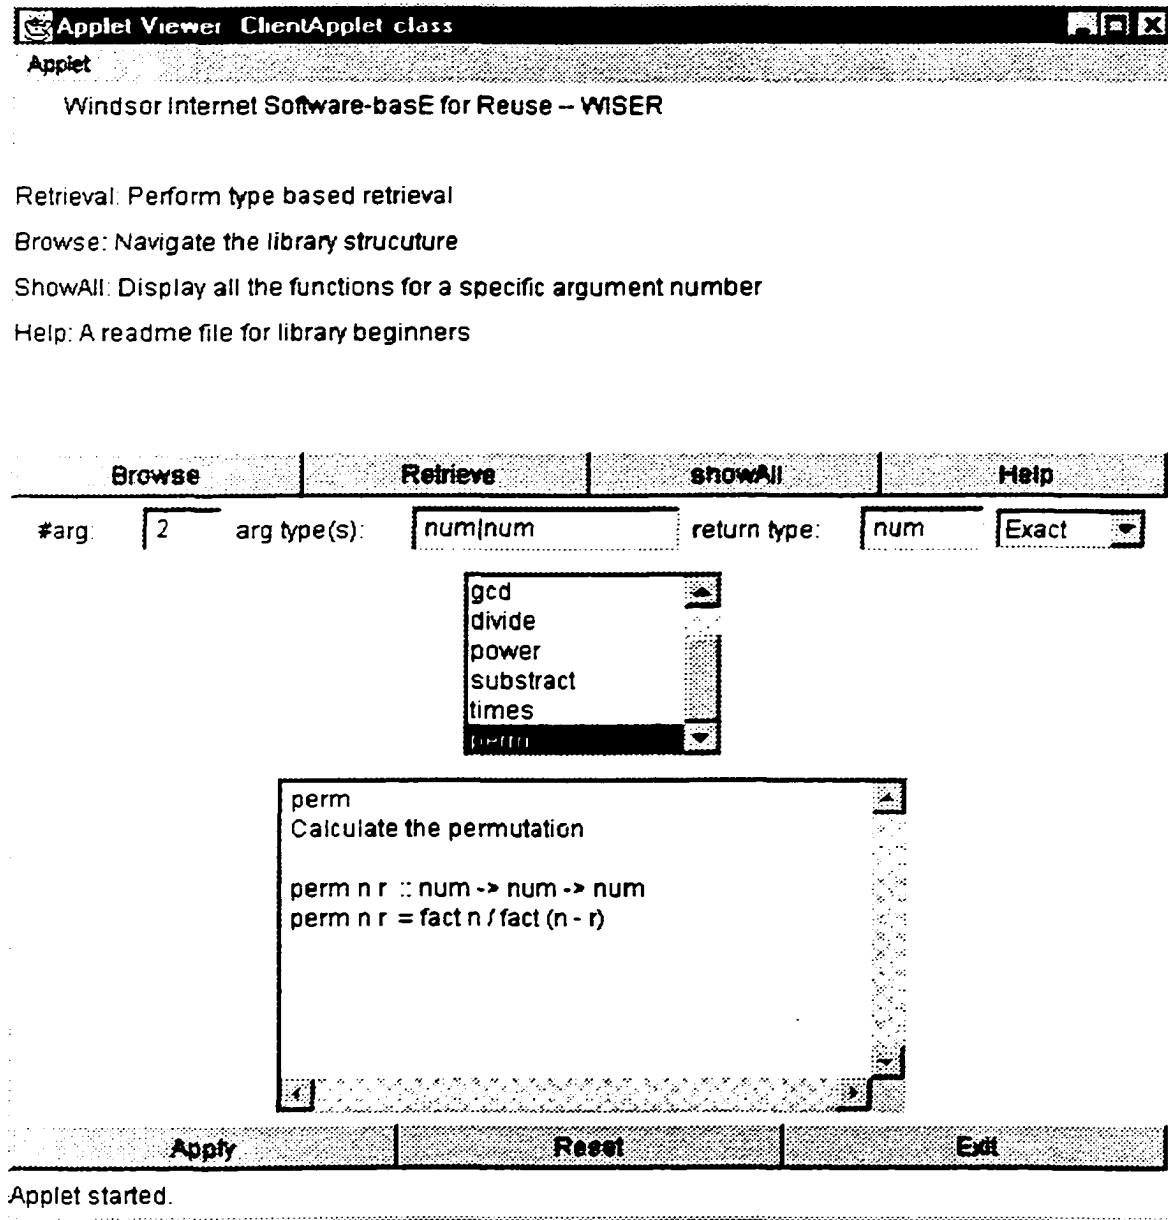 Applet Viewer ClientApplet class
Applet
Windsor Internet Software-basE for Reuse -- WISER
Retrieval: Perform type based retrieval
Browse: Navigate the library strucuture
ShowAll: Display all the functions for a specific argument number
Help: A readme file for library beginners
Browse Retrieve showAll Help
#arg: 2 arg type(s): num|num return type: num Exact
gcd
divide
power
substract
times
perm
perm
Calculate the permutation
perm n r :: num -> num -> num
perm n r = fact n / fact (n - r)
Apply Reset Exit
Applet started.